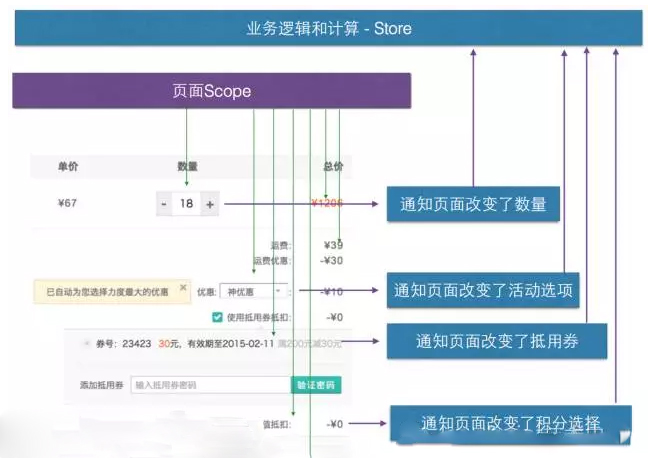 业务逻辑和计算 - Store
页面Scope
单价 数量 总价
¥67 - 18 + ¥1206
通知页面改变了数量
运费: ¥39
运费优惠: -¥30
已自动为您选择力度最大的优惠 × 优惠: 神优惠 : -¥10
通知页面改变了活动选项
使用抵用券抵扣: -¥0
券号: 23423 30元, 有效期至2015-02-11 满200元减30元
通知页面改变了抵用券
添加抵用券 输入抵用券密码 验证密码
值抵扣: -¥0
通知页面改变了积分选择